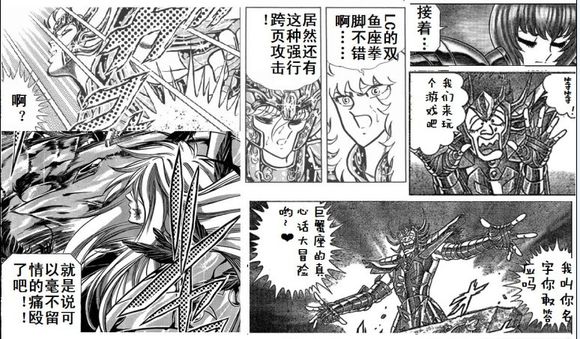 接着…
等等！
我们来玩
个游戏吧
LC的双
鱼座拳
脚不错
啊……
居然还有
这种强行
跨页攻击
！！
啊？
我叫你名
字你敢答
应吗
巨蟹座的真
心话大冒险
哟~♥
就是说可
以毫不留
情的痛殴
了吧！！